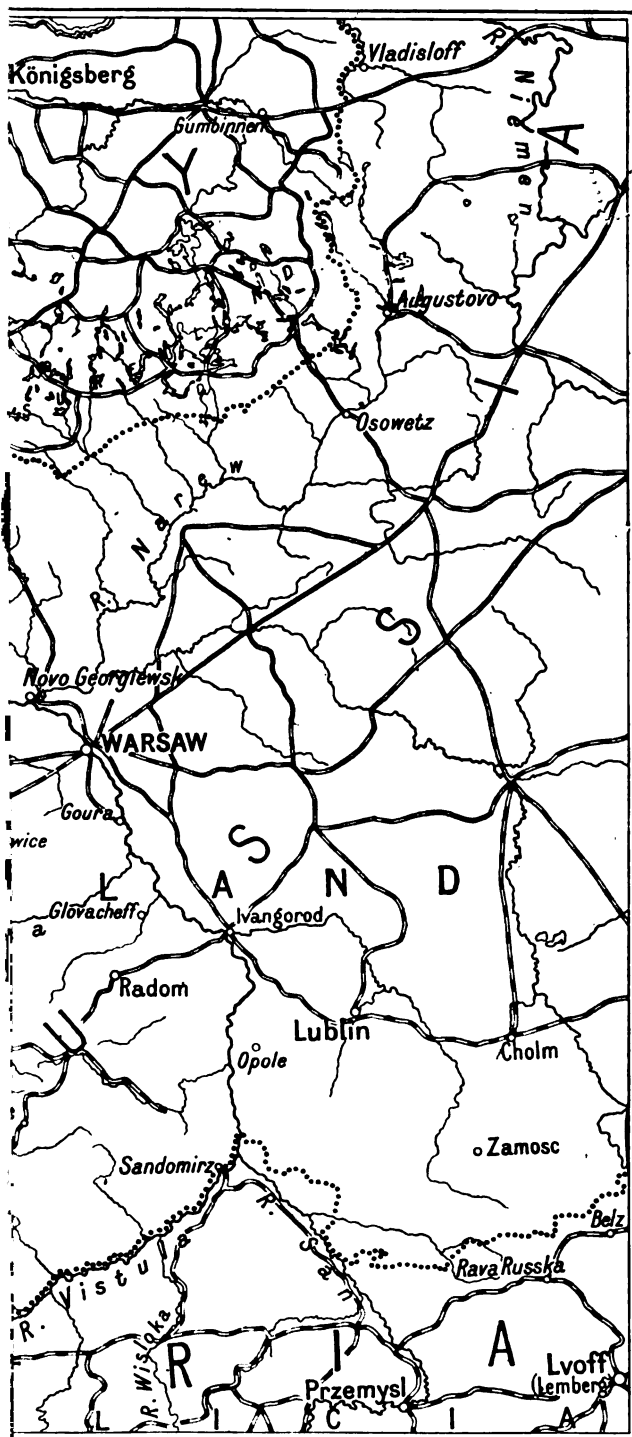 Vladisloff
R.
Königsberg
Niemen
Gumbinnen
A
Y
Augustovo
I
Osowetz
R. Narew
S
Novo Georgiewsk
WARSAW
Goura
wice
S
L A N D
Glovacheff
Ivangorod
a
Radom
U
Lublin
Opole
Cholm
Zamosc
Sandomirz
R. San
Belz
Rava Russka
R. Vistula
R. Wisloka
R I A
Lvoff
(Lemberg)
Przemysl
L I C I A